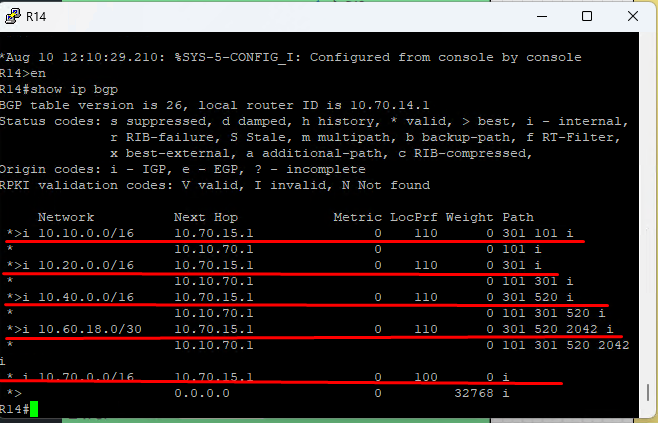 R14
*Aug 10 12:10:29.210: %SYS-5-CONFIG_I: Configured from console by console
R14>en
R14#show ip bgp
BGP table version is 26, local router ID is 10.70.14.1
Status codes: s suppressed, d damped, h history, * valid, > best, i - internal,
              r RIB-failure, S Stale, m multipath, b backup-path, f RT-Filter,
              x best-external, a additional-path, c RIB-compressed,
Origin codes: i - IGP, e - EGP, ? - incomplete
RPKI validation codes: V valid, I invalid, N Not found
     Network          Next Hop            Metric LocPrf Weight Path
 *>i 10.10.0.0/16     10.70.15.1               0    110      0 301 101 i
 *                    10.10.70.1               0             0 101 i
 *>i 10.20.0.0/16     10.70.15.1               0    110      0 301 i
 *                    10.10.70.1                             0 101 301 i
 *>i 10.40.0.0/16     10.70.15.1               0    110      0 301 520 i
 *                    10.10.70.1                             0 101 301 520 i
 *>i 10.60.18.0/30    10.70.15.1               0    110      0 301 520 2042 i
 *                    10.10.70.1                             0 101 301 520 2042
i
 * i 10.70.0.0/16     10.70.15.1               0    100      0 i
 *>                   0.0.0.0                  0         32768 i
R14#